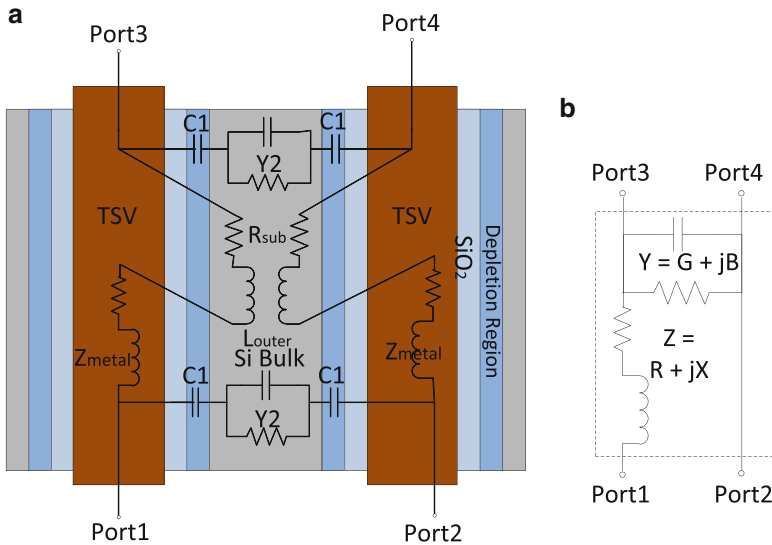 a
Port3
Port4
C1
C1
Y2
TSV
Rsub
TSV
SiO2
Depletion Region
Zmetal
Louter
Si Bulk
Zmetal
C1
C1
Y2
Port1
Port2
b
Port3
Port4
Y = G + jB
Z =
R + jX
Port1
Port2